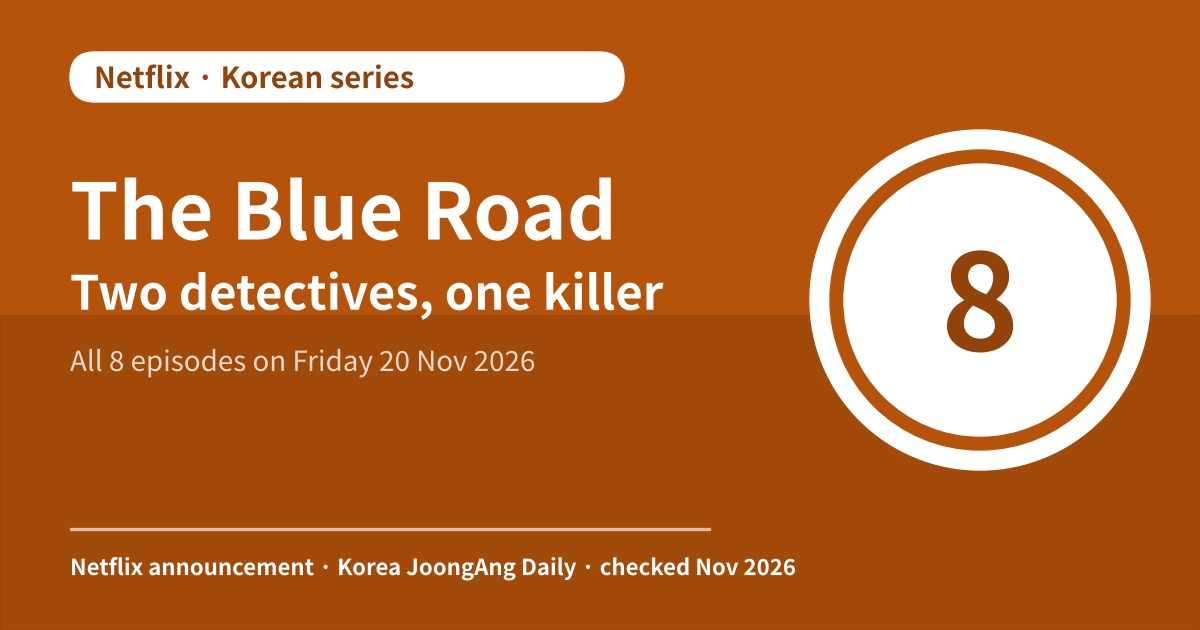 Netflix · Korean series
The Blue Road
Two detectives, one killer
All 8 episodes on Friday 20 Nov 2026
8
Netflix announcement · Korea JoongAng Daily · checked Nov 2026